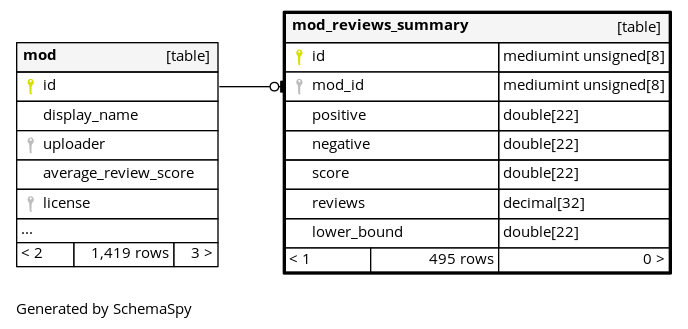 mod [table]
id
display_name
uploader
average_review_score
license
...
< 2 1,419 rows 3 >
mod_reviews_summary [table]
id mediumint unsigned[8]
mod_id mediumint unsigned[8]
positive double[22]
negative double[22]
score double[22]
reviews decimal[32]
lower_bound double[22]
< 1 495 rows 0 >
Generated by SchemaSpy